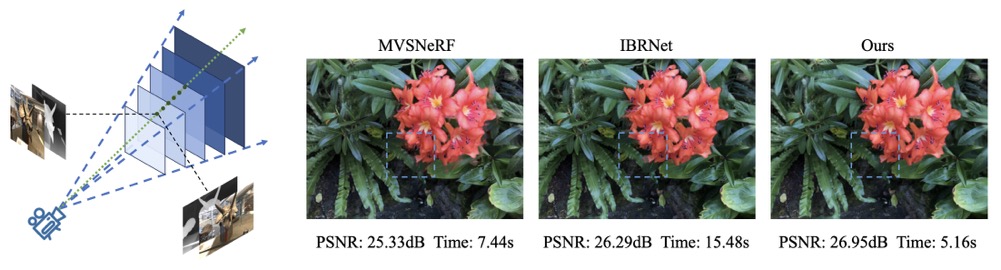 MVSNeRF
IBRNet
Ours
PSNR: 25.33dB Time: 7.44s
PSNR: 26.29dB Time: 15.48s
PSNR: 26.95dB Time: 5.16s